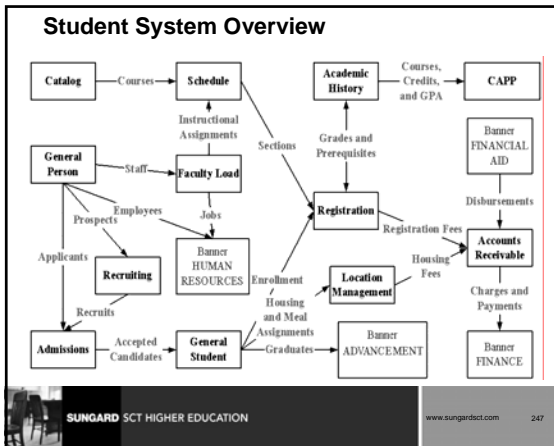 Student System Overview
Catalog
Courses
Schedule
Academic
History
Courses,
Credits,
and GPA
CAPP
Instructional
Assignments
Sections
Grades and
Prerequisites
Banner
FINANCIAL
AID
General
Person
Staff
Faculty Load
Disbursements
Prospects
Employees
Jobs
Registration
Registration Fees
Accounts
Receivable
Applicants
Recruiting
Banner
HUMAN
RESOURCES
Enrollment
Location
Management
Housing
Fees
Housing
and Meal
Assignments
Charges and
Payments
Recruits
Admissions
Accepted
Candidates
General
Student
Graduates
Banner
ADVANCEMENT
Banner
FINANCE
SUNGARD SCT HIGHER EDUCATION
www.sungardsct.com
247